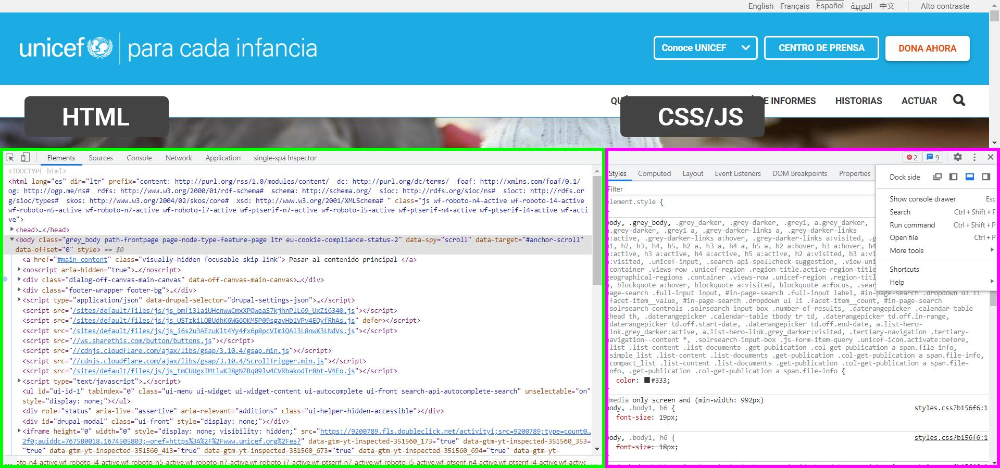 English Français Español العربية 中文 Alto contraste
unicef para cada infancia
Conoce UNICEF CENTRO DE PRENSA DONA AHORA
E INFORMES HISTORIAS ACTUAR
HTML
CSS/JS
Elements Sources Console Network Application single-spa Inspector
<!DOCTYPE html>
<html lang="es" dir="ltr" prefix="content: http://purl.org/rss/1.0/modules/content/ dc: http://purl.org/dc/terms/ foaf: http://xmlns.com/foaf/0.1/
og: http://ogp.me/ns# rdfs: http://www.w3.org/2000/01/rdf-schema# schema: http://schema.org/ sioc: http://rdfs.org/sioc/ns# sioct: http://rdfs.or
g/sioc/types# skos: http://www.w3.org/2004/02/skos/core# xsd: http://www.w3.org/2001/XMLSchema# " class="js wf-roboto-n4-active wf-roboto-i4-active
wf-roboto-n5-active wf-roboto-n7-active wf-roboto-i7-active wf-ptserif-n7-active wf-roboto-i5-active wf-ptserif-n4-active wf-ptserif-i4-active wf-acti
ve">
<head>…</head>
<body class="grey_body path-frontpage page-node-type-feature-page ltr eu-cookie-compliance-status-2" data-spy="scroll" data-target="#anchor-scroll"
data-offset="0" style> == $0
<a href="#main-content" class="visually-hidden focusable skip-link"> Pasar al contenido principal </a>
<noscript aria-hidden="true">…</noscript>
<div class="dialog-off-canvas-main-canvas" data-off-canvas-main-canvas>…</div>
<div class="footer-wrapper footer-bg">…</div>
<script type="application/json" data-drupal-selector="drupal-settings-json">…</script>
<script src="/sites/default/files/js/js_bmfi3laiUHcnwwCmxXPQweaS7kjhnPlL69_UxZi6340.js"></script>
<script src="/sites/default/files/js/js_USTzkiLOBUdhK6WG6OKM5P09sgavHb1VPv4EOyfRhAs.js" defer></script>
<script src="/sites/default/files/js/js_i6s2u3AEzuKlt4Yy4fx6p8pcVImiQAl3L8nwX3LNdVs.js"></script>
<script src="//ws.sharethis.com/button/buttons.js"></script>
<script src="//cdnjs.cloudflare.com/ajax/libs/gsap/3.10.4/gsap.min.js"></script>
<script src="//cdnjs.cloudflare.com/ajax/libs/gsap/3.10.4/ScrollTrigger.min.js"></script>
<script src="/sites/default/files/js/js_tmCUUgxIMtlwKJ8gNZBq09lw4CVRbakodTr8bt-V4Eo.js"></script>
<script type="text/javascript">…</script>
<ul id="ui-id-1" tabindex="0" class="ui-menu ui-widget ui-widget-content ui-autocomplete ui-front search-api-autocomplete-search" unselectable="on"
style="display: none;"></ul>
<div role="status" aria-live="assertive" aria-relevant="additions" class="ui-helper-hidden-accessible"></div>
<div id="drupal-modal" class="ui-front" style="display: none;"></div>
<iframe height="0" width="0" style="display: none; visibility: hidden;" src="https://9200789.fls.doubleclick.net/activityi;src=9200789;type=count0…
2f0;auiddc=767580018.1674505803;~oref=https%3A%2F%2Fwww.unicef.org%2Fes?" data-gtm-yt-inspected-351560_173="true" data-gtm-yt-inspected-351560_353=
"true" data-gtm-yt-inspected-351560_413="true" data-gtm-yt-inspected-351560_673="true" data-gtm-yt-inspected-351560_694="true" data-gtm-yt-
... oto-n4-active.wf-roboto-i4-active.wf-roboto-n5-active.wf-roboto-n7-active.wf-roboto-i7-active.wf-ptserif-n7-active.wf-roboto-i5-active.wf-ptserif-n4-active.wf-ptserif-i4-active.wf-active
2 9
Styles Computed Layout Event Listeners DOM Breakpoints Properties
Filter
element.style {
body, .grey_body, .grey_darker, .grey-darker, .grey1, a.grey_darker,
a.grey-darker, .grey1 a, .grey-darker-links a, .grey-darker-links
a:active, .grey-darker-links a:hover, .grey-darker-links a:visited,
h1, h2, h3, h4, h5, h2 a, h3 a, h4 a, h5 a, h2 a:hover, h3 a:hover,
a:active, h3 a:active, h4 a:active, h5 a:active, h2 a:visited, h3 a:vi
a:visited, .unicef-input, .search-api-spellcheck-suggestion, .view-uni
container .views-row .unicef-region .region-title.active-region-title
geographical-regions .container .views-row .unicef-region .region-titl
, blockquote a:hover, blockquote a:visited, blockquote a:focus, .sear
page-search .full-input input, #in-page-search .full-input label, #in-page-search .dropdown ul li
.facet-item__value, #in-page-search .dropdown ul li .facet-item__count, #in-page-search
.solrsearch-controls .solrsearch-input-box .number-of-results, .daterangepicker .calendar-table
thead th, .daterangepicker .calendar-table tbody tr td, .daterangepicker td.off.in-range,
.daterangepicker td.off.start-date, .daterangepicker td.off.end-date, a.list-hero-
link.grey_darker:active, a.list-hero-link.grey_darker:visited, .tertiary-navigation .tertiary-
navigation--content *, .solrsearch-input-box .js-form-item-query .unicef-icon.activate:before,
.list .list-content .list-documents .get-publication .col-get-publication a span.file-info,
.simple_list .list-content .list-documents .get-publication .col-get-publication a span.file-info,
.compact_list .list-content .list-documents .get-publication .col-get-publication a span.file-
info, .get-publication .col-get-publication a span.file-info {
color: #333;
@media only screen and (min-width: 992px)
body, .body1, h6 { styles.css?b156f6:1
font-size: 19px;
body, .body1, h6 { styles.css?b156f6:1
font-size: 18px;
Dock side
Show console drawer Esc
Search Ctrl + Shift + F
Run command Ctrl + Shift + P
Open file Ctrl + P
More tools
Shortcuts
Help